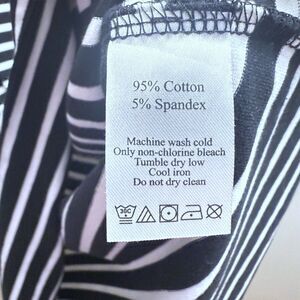 95% Cotton
5% Spandex
Machine wash cold
Only non-chlorine bleach
Tumble dry low
Cool iron
Do not dry clean